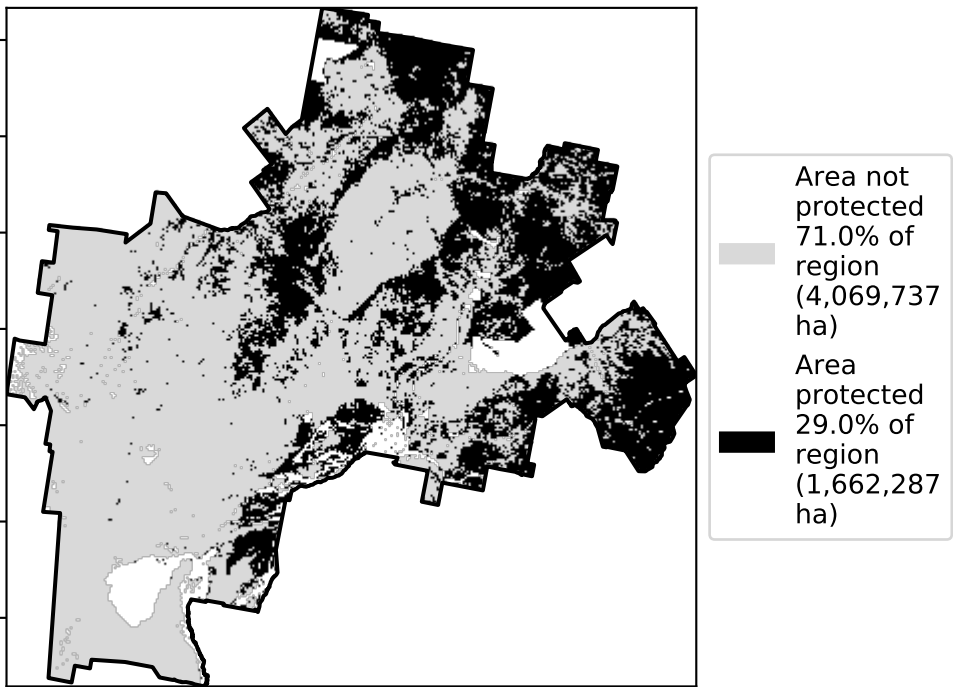 Area not
protected
71.0% of
region
(4,069,737
ha)
Area
protected
29.0% of
region
(1,662,287
ha)